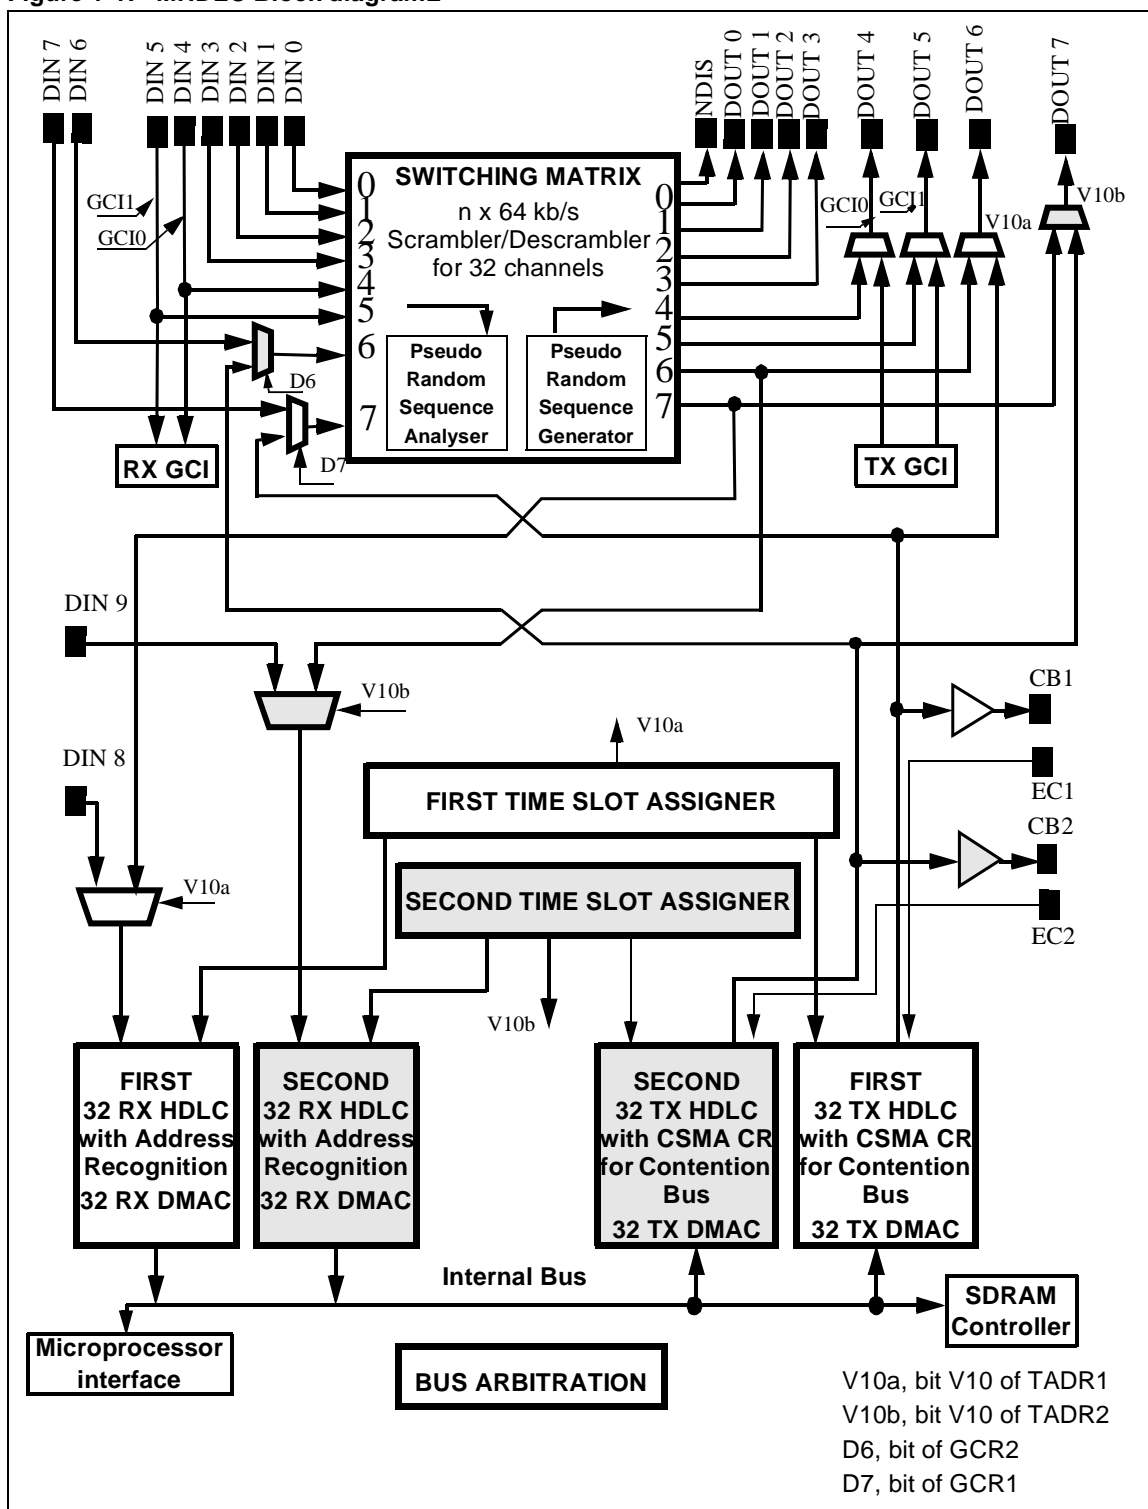 DIN 7
DIN 6
DIN 5
DIN 4
DIN 3
DIN 2
DIN 1
DIN 0
NDIS
DOUT 0
DOUT 1
DOUT 2
DOUT 3
DOUT 4
DOUT 5
DOUT 6
DOUT 7
GCI1
GCI0
SWITCHING MATRIX
n x 64 kb/s
Scrambler/Descrambler
for 32 channels
0
1
2
3
4
5
6
7
Pseudo
Random
Sequence
Analyser
Pseudo
Random
Sequence
Generator
0
1
2
3
4
5
6
7
GCI0
GCI1
V10a
V10b
D6
D7
RX GCI
TX GCI
DIN 9
V10b
DIN 8
V10a
V10a
CB1
EC1
CB2
EC2
FIRST TIME SLOT ASSIGNER
SECOND TIME SLOT ASSIGNER
V10b
FIRST
32 RX HDLC
with Address
Recognition
32 RX DMAC
SECOND
32 RX HDLC
with Address
Recognition
32 RX DMAC
SECOND
32 TX HDLC
with CSMA CR
for Contention
Bus
32 TX DMAC
FIRST
32 TX HDLC
with CSMA CR
for Contention
Bus
32 TX DMAC
Internal Bus
SDRAM
Controller
Microprocessor
interface
BUS ARBITRATION
V10a, bit V10 of TADR1
V10b, bit V10 of TADR2
D6, bit of GCR2
D7, bit of GCR1